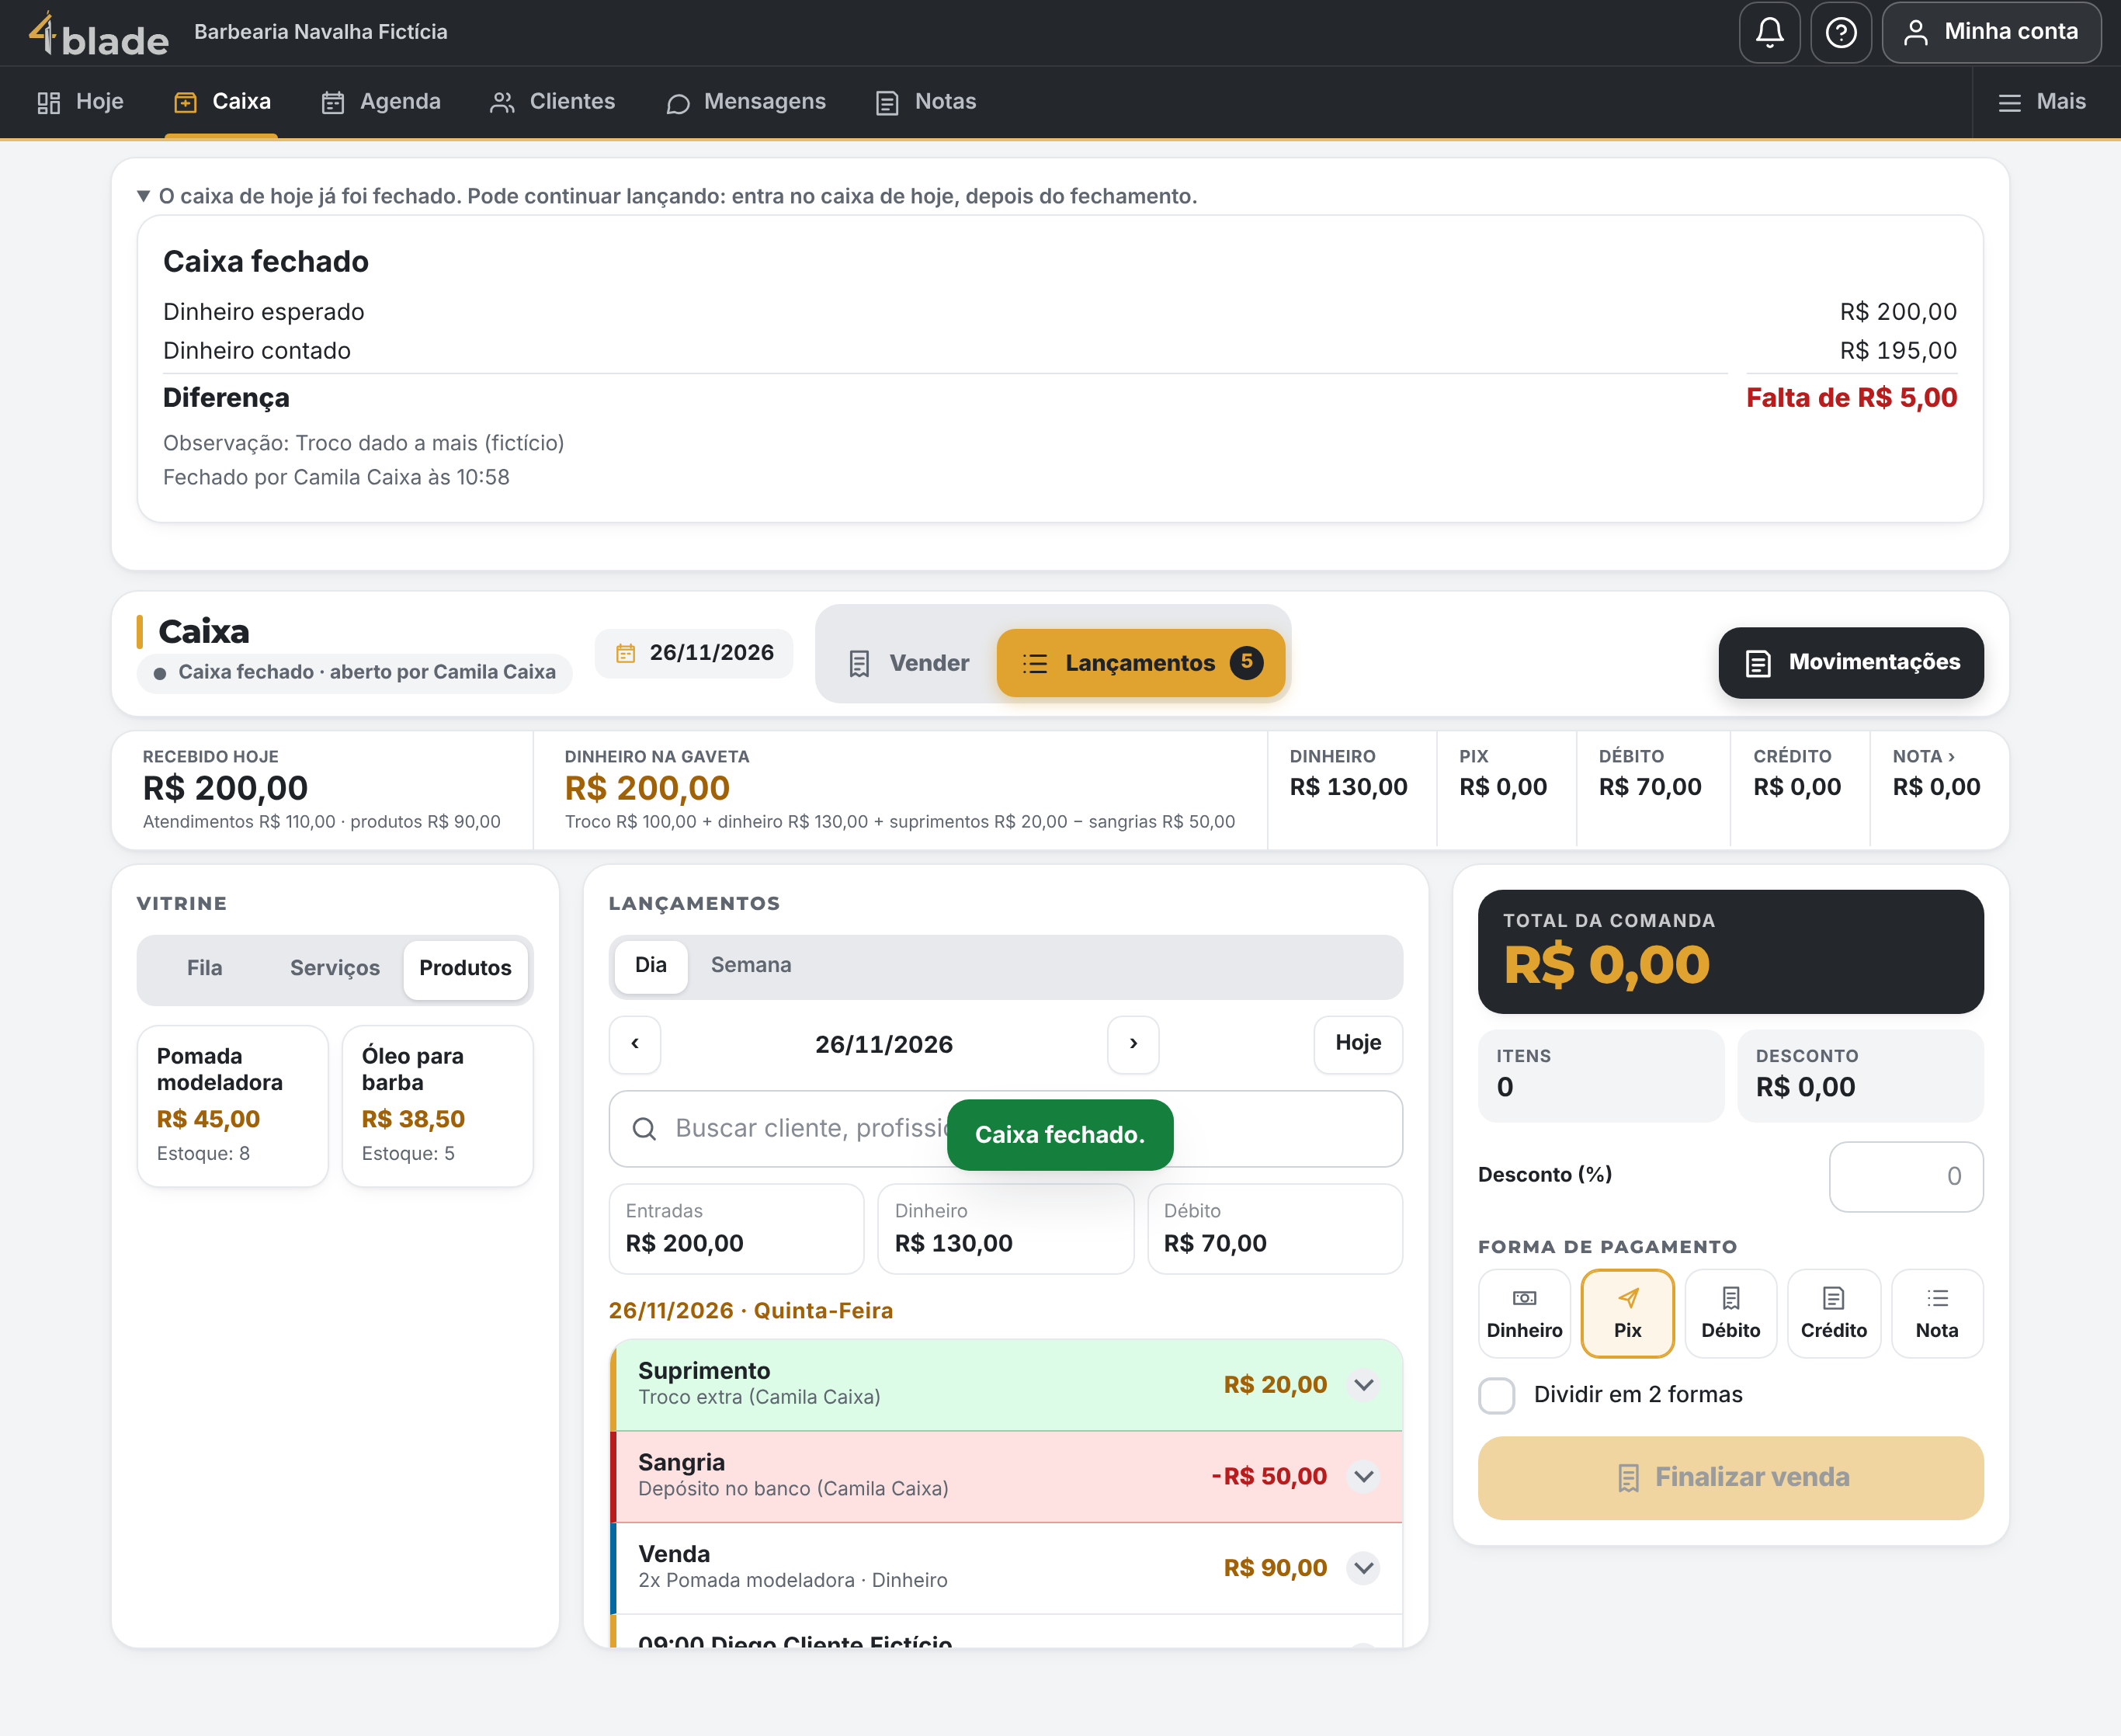 4blade
Barbearia Navalha Fictícia
Minha conta
Hoje
Caixa
Agenda
Clientes
Mensagens
Notas
Mais
▼ O caixa de hoje já foi fechado. Pode continuar lançando: entra no caixa de hoje, depois do fechamento.
Caixa fechado
Dinheiro esperado R$ 200,00
Dinheiro contado R$ 195,00
Diferença Falta de R$ 5,00
Observação: Troco dado a mais (fictício)
Fechado por Camila Caixa às 10:58
Caixa
Caixa fechado · aberto por Camila Caixa
26/11/2026
Vender
Lançamentos 5
Movimentações
RECEBIDO HOJE
R$ 200,00
Atendimentos R$ 110,00 · produtos R$ 90,00
DINHEIRO NA GAVETA
R$ 200,00
Troco R$ 100,00 + dinheiro R$ 130,00 + suprimentos R$ 20,00 − sangrias R$ 50,00
DINHEIRO
R$ 130,00
PIX
R$ 0,00
DÉBITO
R$ 70,00
CRÉDITO
R$ 0,00
NOTA ›
R$ 0,00
VITRINE
Fila
Serviços
Produtos
Pomada
modeladora
R$ 45,00
Estoque: 8
Óleo para
barba
R$ 38,50
Estoque: 5
LANÇAMENTOS
Dia
Semana
‹
26/11/2026
›
Hoje
Buscar cliente,
Caixa fechado.
Entradas
R$ 200,00
Dinheiro
R$ 130,00
Débito
R$ 70,00
26/11/2026 · Quinta-Feira
Suprimento
Troco extra (Camila Caixa)
R$ 20,00
Sangria
Depósito no banco (Camila Caixa)
-R$ 50,00
Venda
2x Pomada modeladora · Dinheiro
R$ 90,00
09:00 Diego Cliente Fictício
TOTAL DA COMANDA
R$ 0,00
ITENS
0
DESCONTO
R$ 0,00
Desconto (%)
0
FORMA DE PAGAMENTO
Dinheiro
Pix
Débito
Crédito
Nota
Dividir em 2 formas
Finalizar venda